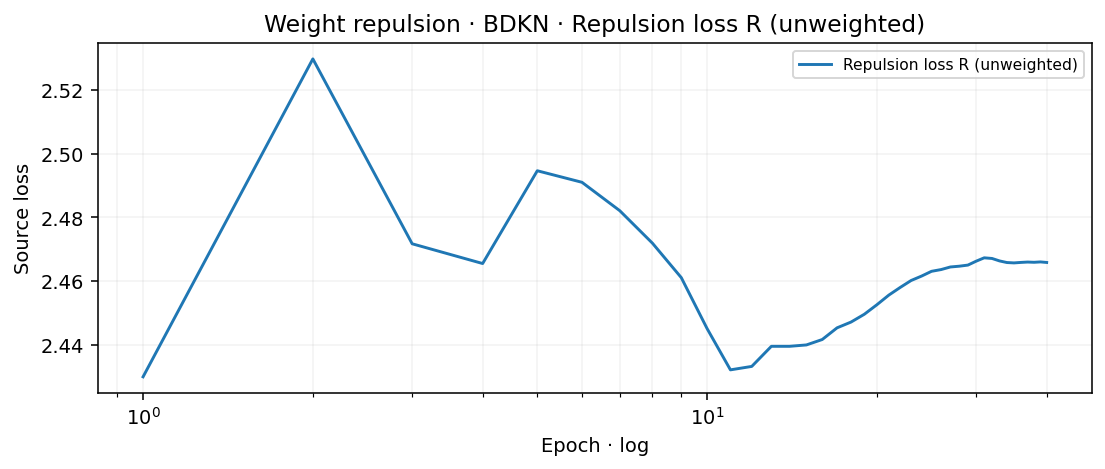 Weight repulsion · BDKN · Repulsion loss R (unweighted)
Repulsion loss R (unweighted)
Source loss
2.52
2.50
2.48
2.46
2.44
10⁰
10¹
Epoch · log